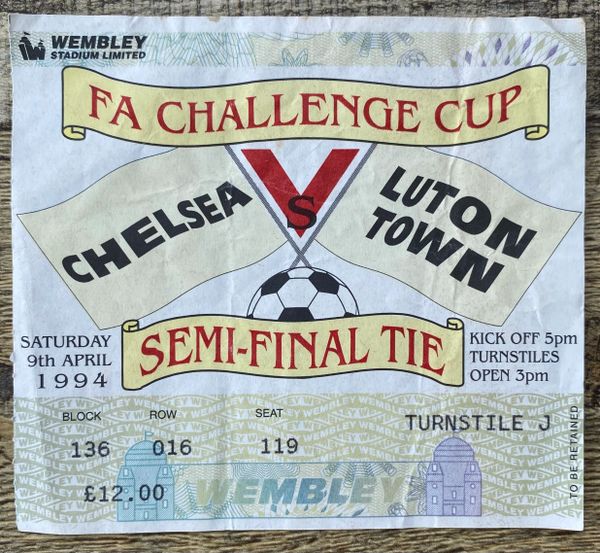 WEMBLEY
STADIUM LIMITED
FA CHALLENGE CUP
CHELSEA
Vs
LUTON
TOWN
SEMI-FINAL TIE
SATURDAY
9th APRIL
1994
KICK OFF 5pm
TURNSTILES
OPEN 3pm
BLOCK ROW SEAT
TURNSTILE J
136 016 119
£12.00
WEMBLEY
TO BE RETAINED